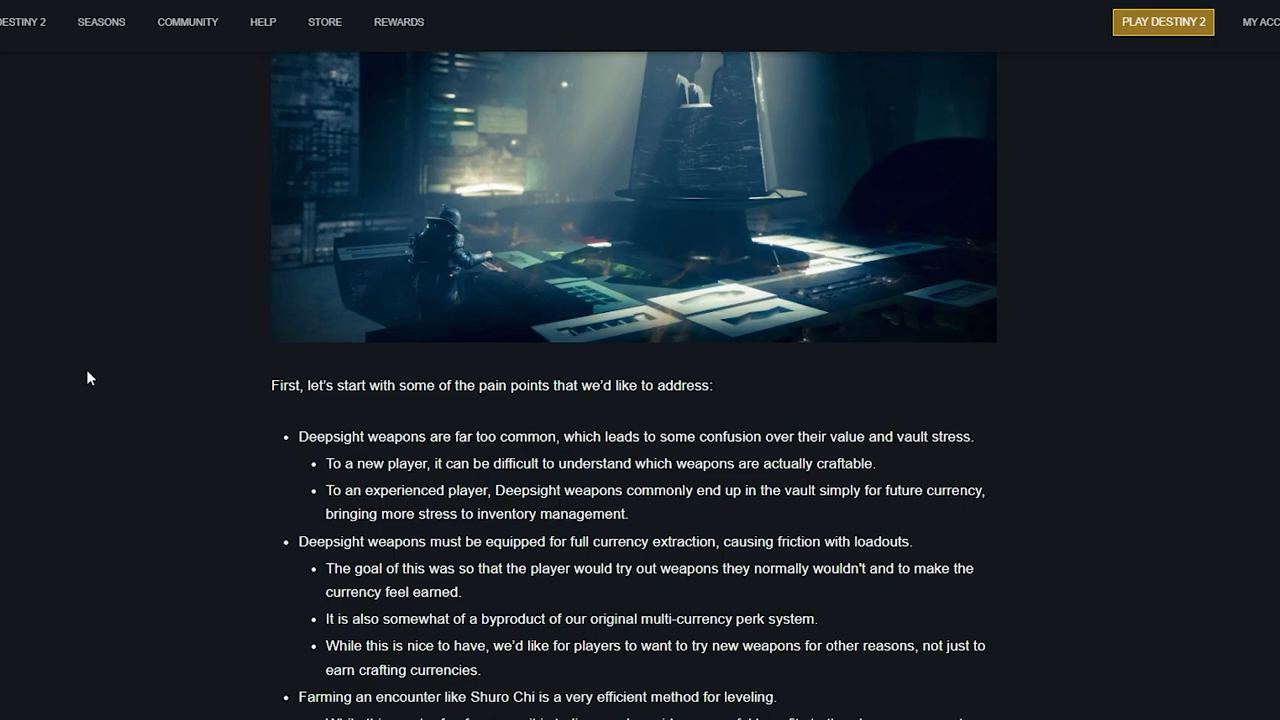 DESTINY 2 SEASONS COMMUNITY HELP STORE REWARDS PLAY DESTINY 2 MY ACC
First, let's start with some of the pain points that we'd like to address:
• Deepsight weapons are far too common, which leads to some confusion over their value and vault stress.
• To a new player, it can be difficult to understand which weapons are actually craftable.
• To an experienced player, Deepsight weapons commonly end up in the vault simply for future currency,
bringing more stress to inventory management.
• Deepsight weapons must be equipped for full currency extraction, causing friction with loadouts.
• The goal of this was so that the player would try out weapons they normally wouldn't and to make the
currency feel earned.
• It is also somewhat of a byproduct of our original multi-currency perk system.
• While this is nice to have, we'd like for players to want to try new weapons for other reasons, not just to
earn crafting currencies.
• Farming an encounter like Shuro Chi is a very efficient method for leveling.